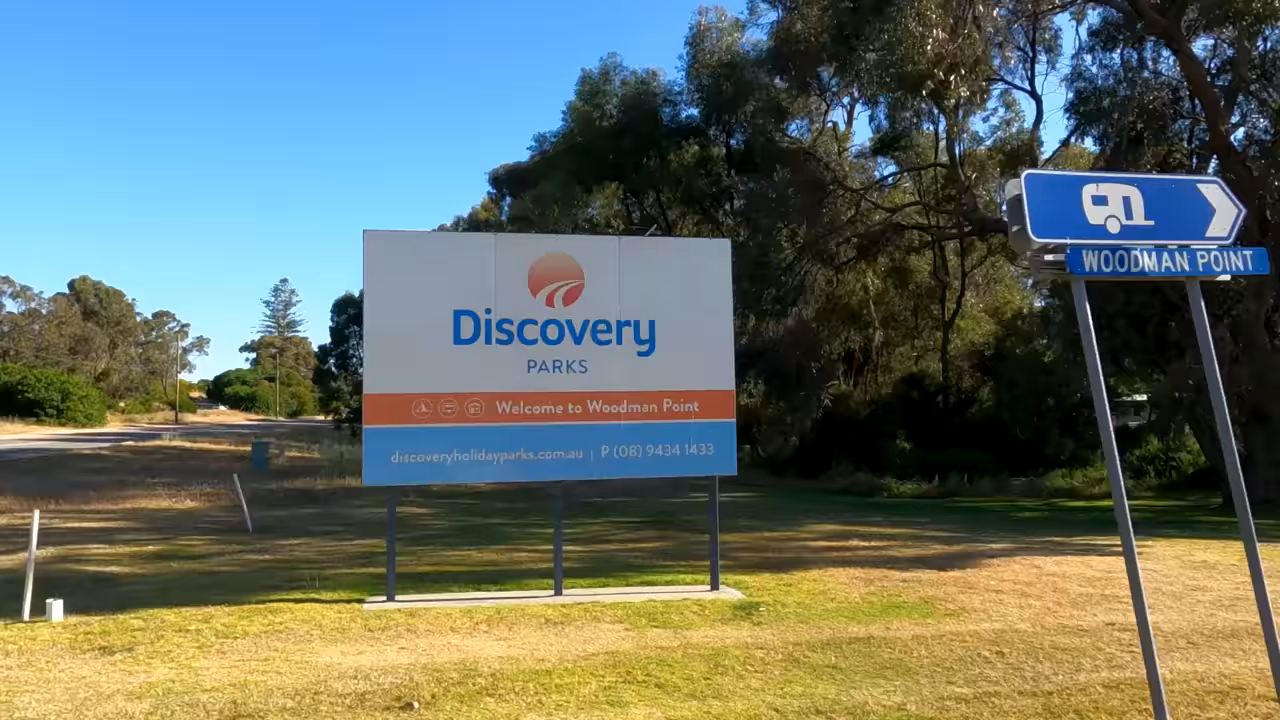 Discovery
PARKS
Welcome to Woodman Point
discoveryholidayparks.com.au | P (08) 9434 1433
WOODMAN POINT